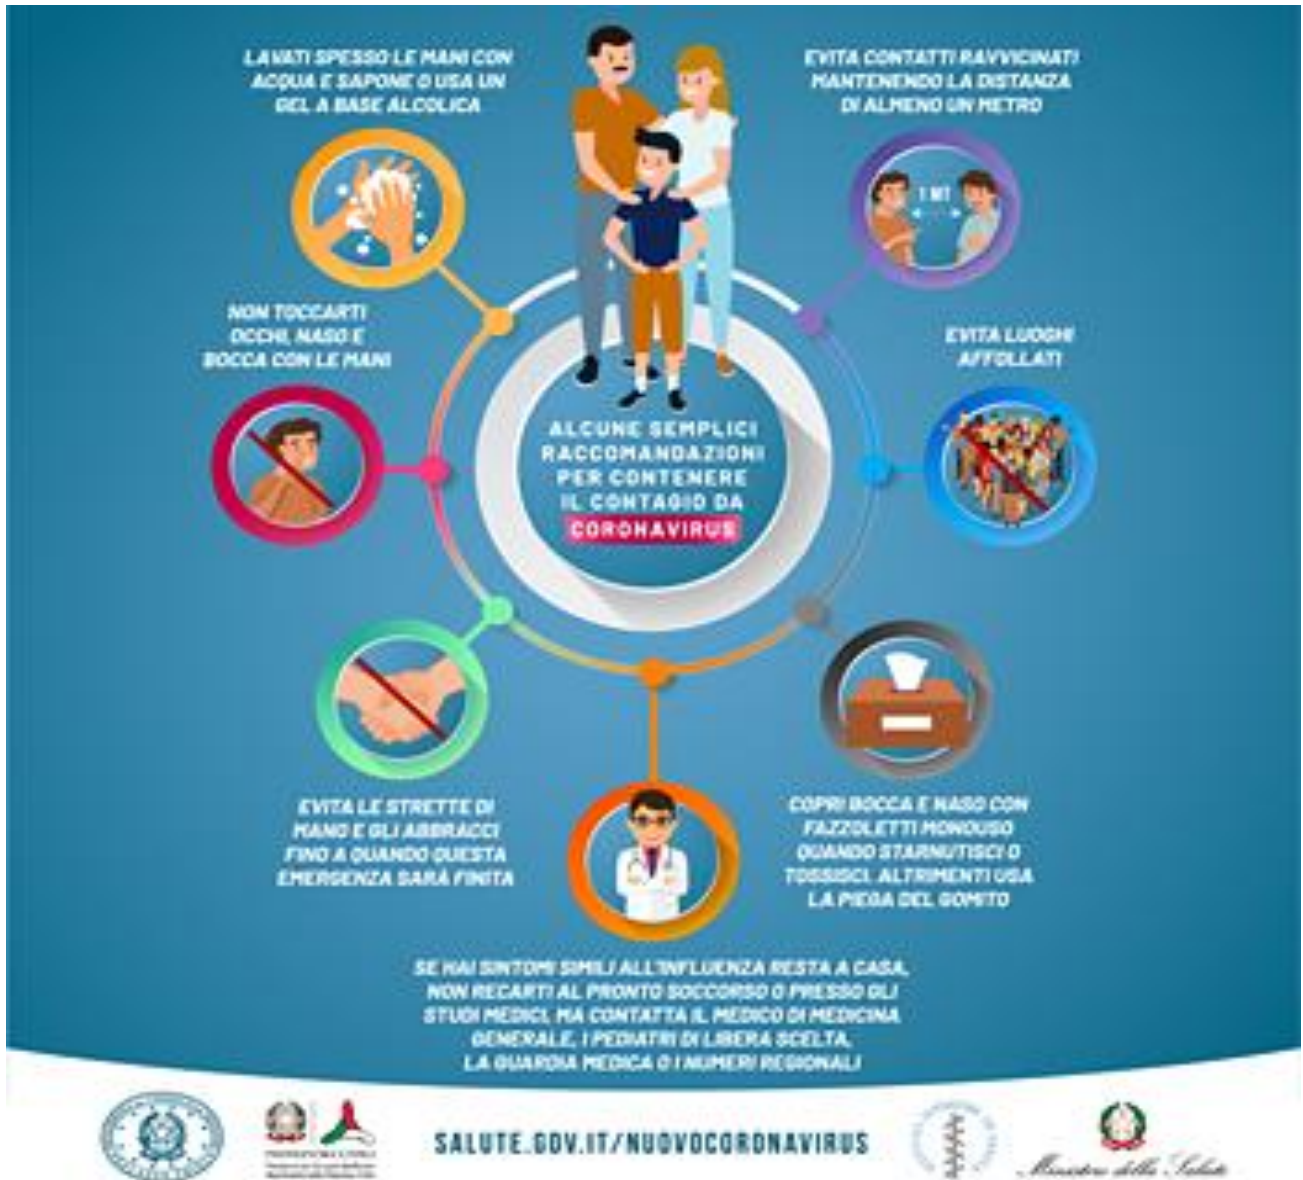 LAVATI SPESSO LE MANI CON
ACQUA E SAPONE O USA UN
GEL A BASE ALCOLICA
EVITA CONTATTI RAVVICINATI
MANTENENDO LA DISTANZA
DI ALMENO UN METRO
1 MT
NON TOCCARTI
OCCHI, NASO E
BOCCA CON LE MANI
EVITA LUOGHI
AFFOLLATI
ALCUNE SEMPLICI
RACCOMANDAZIONI
PER CONTENERE
IL CONTAGIO DA
CORONAVIRUS
EVITA LE STRETTE DI
MANO E GLI ABBRACCI
FINO A QUANDO QUESTA
EMERGENZA SARÀ FINITA
COPRI BOCCA E NASO CON
FAZZOLETTI MONOUSO
QUANDO STARNUTISCI O
TOSSISCI. ALTRIMENTI USA
LA PIEGA DEL GOMITO
SE HAI SINTOMI SIMILI ALL'INFLUENZA RESTA A CASA,
NON RECARTI AL PRONTO SOCCORSO O PRESSO GLI
STUDI MEDICI, MA CONTATTA IL MEDICO DI MEDICINA
GENERALE, I PEDIATRI DI LIBERA SCELTA,
LA GUARDIA MEDICA O I NUMERI REGIONALI
SALUTE.GOV.IT/NUOVOCORONAVIRUS
Ministero della Salute